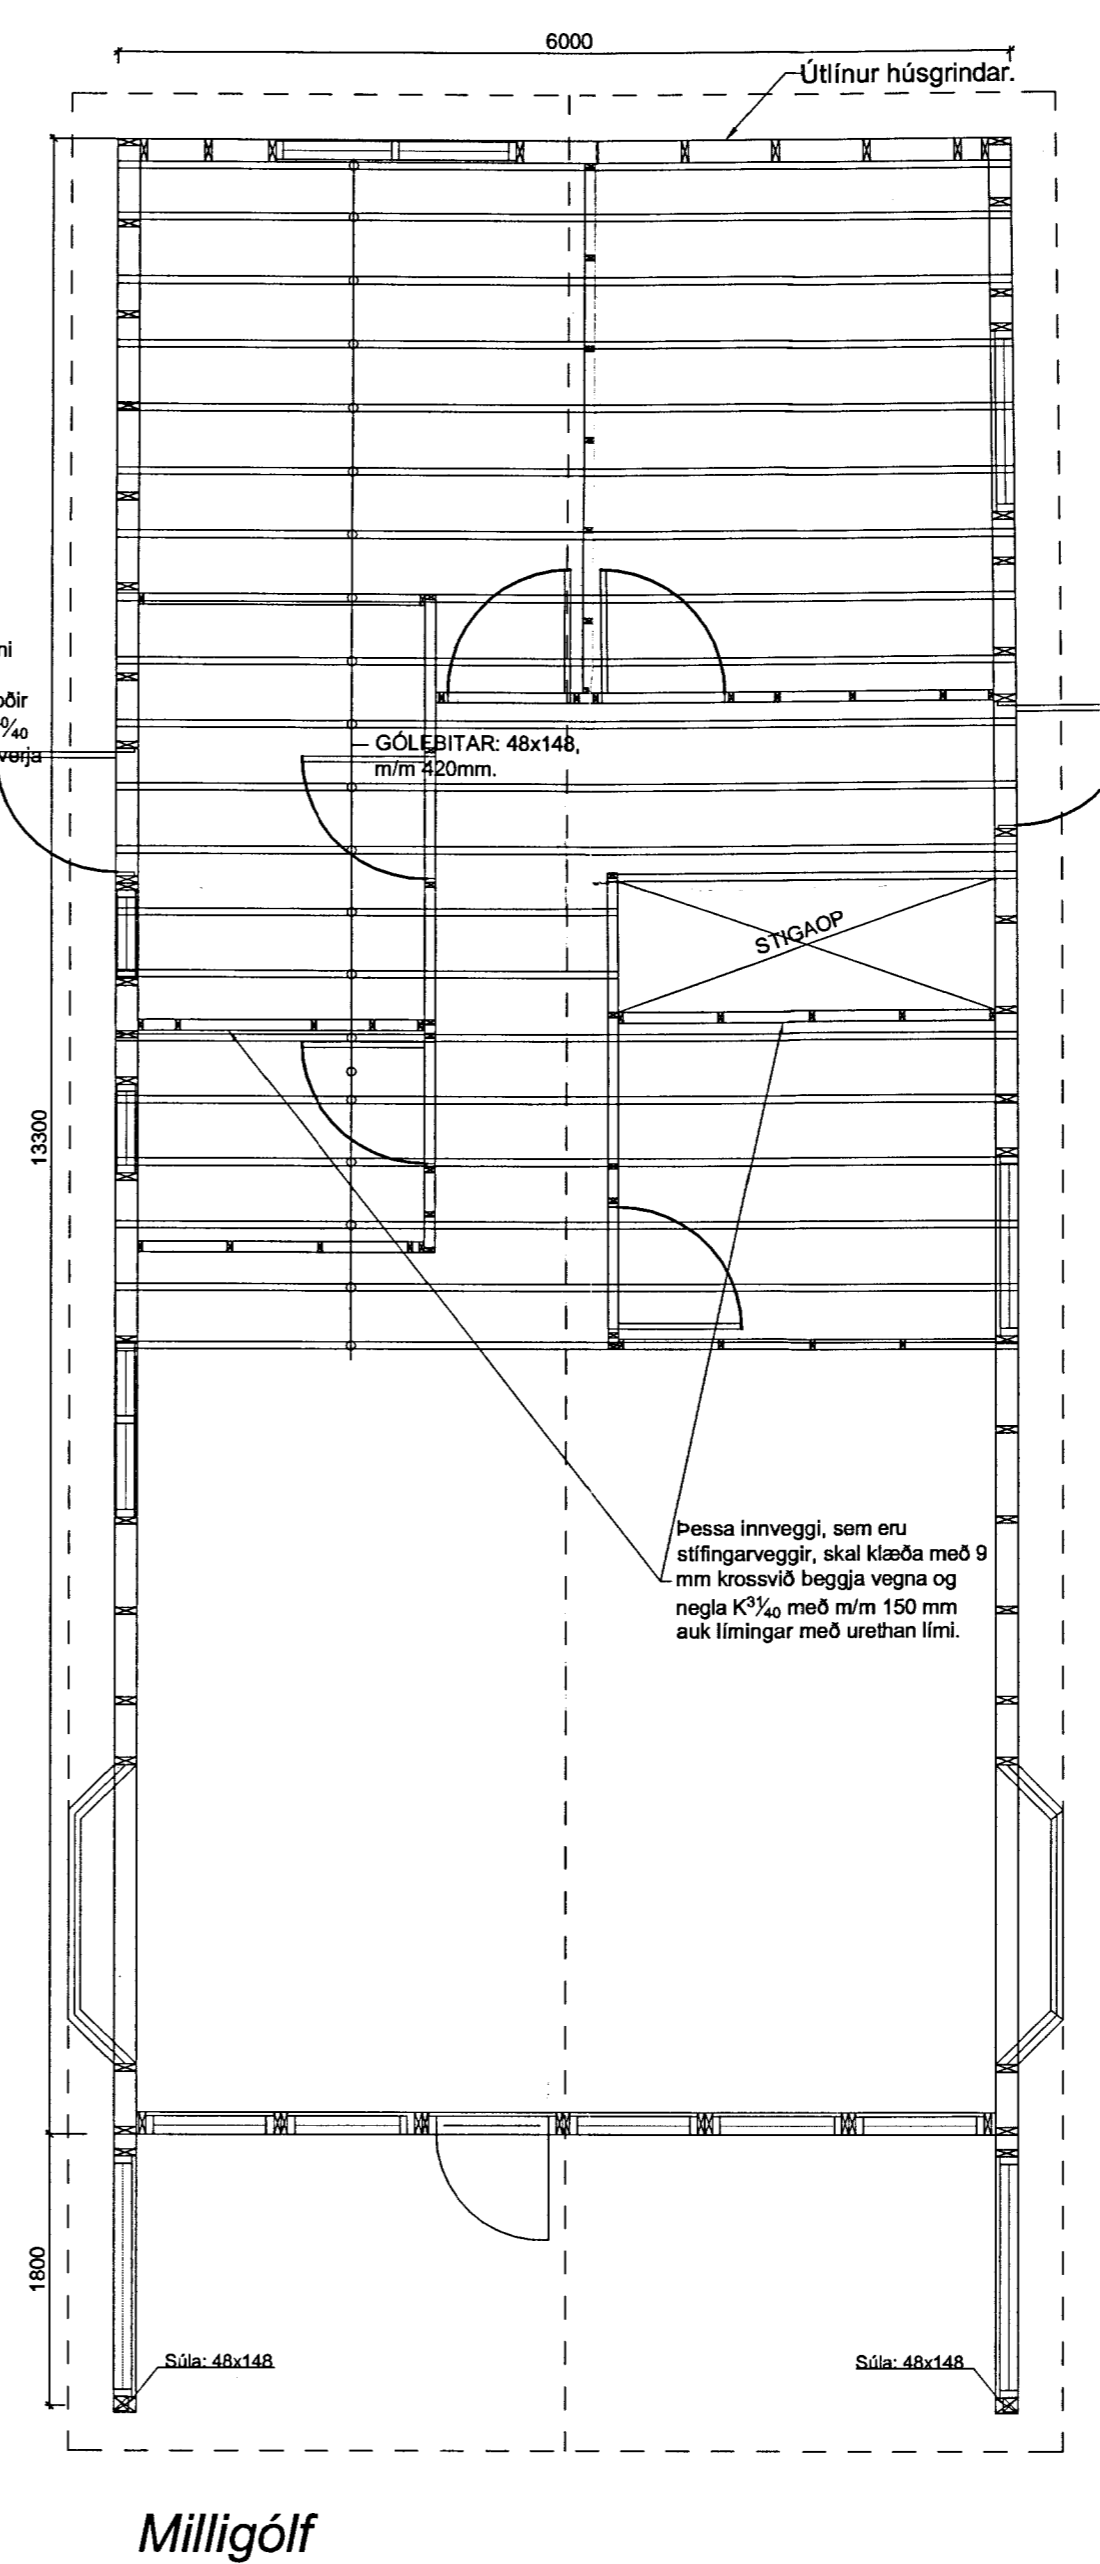 6000
Útlínur húsgrindar.
GÓLFBITAR: 48x148,
m/m 420mm.
STIGAOP
13300
Þessa innveggi, sem eru
stífingarveggir, skal klæða með 9
mm krossvið beggja vegna og
negla K31/40 með m/m 150 mm
auk límingar með urethan lími.
1800
Súla: 48x148
Súla: 48x148
Milligólf